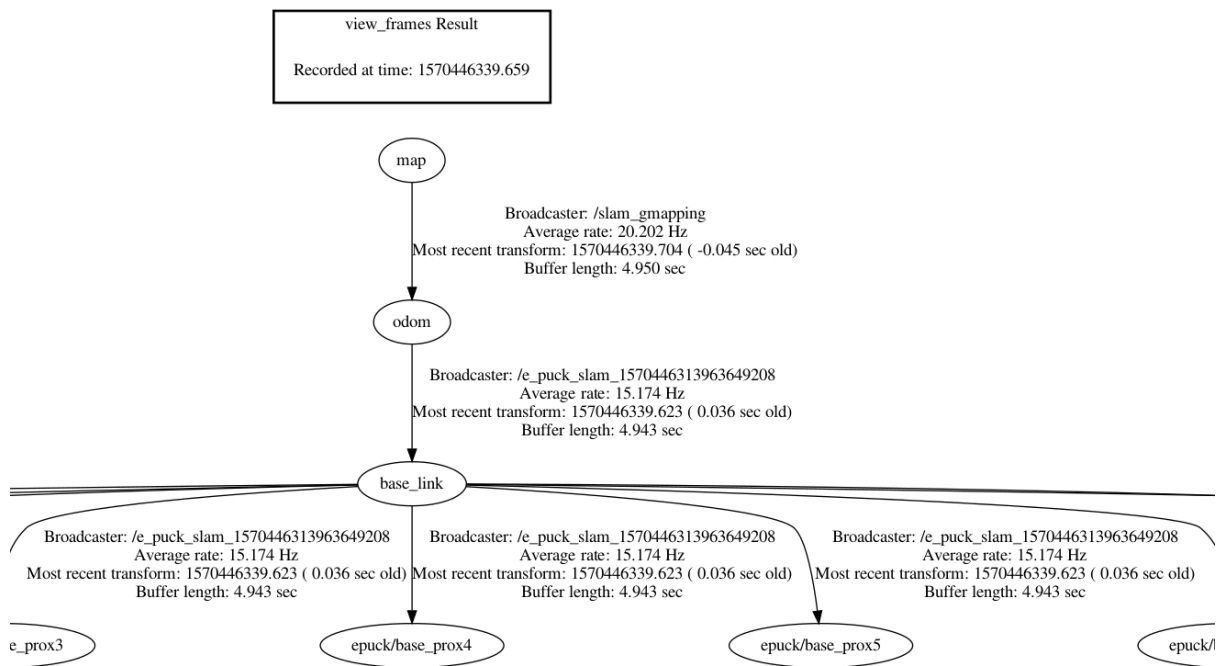 view_frames Result
Recorded at time: 1570446339.659
map
Broadcaster: /slam_gmapping
Average rate: 20.202 Hz
Most recent transform: 1570446339.704 ( -0.045 sec old)
Buffer length: 4.950 sec
odom
Broadcaster: /e_puck_slam_1570446313963649208
Average rate: 15.174 Hz
Most recent transform: 1570446339.623 ( 0.036 sec old)
Buffer length: 4.943 sec
base_link
Broadcaster: /e_puck_slam_1570446313963649208
Average rate: 15.174 Hz
Most recent transform: 1570446339.623 ( 0.036 sec old)
Buffer length: 4.943 sec
Broadcaster: /e_puck_slam_1570446313963649208
Average rate: 15.174 Hz
Most recent transform: 1570446339.623 ( 0.036 sec old)
Buffer length: 4.943 sec
Broadcaster: /e_puck_slam_1570446313963649208
Average rate: 15.174 Hz
Most recent transform: 1570446339.623 ( 0.036 sec old)
Buffer length: 4.943 sec
e_prox3
epuck/base_prox4
epuck/base_prox5
epuck/